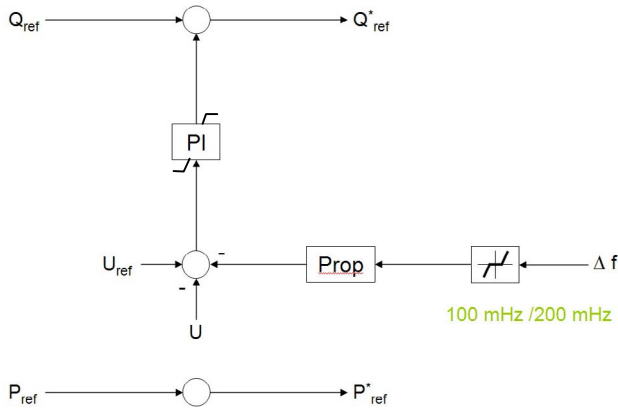 Qref Q*ref
PI
Uref - Prop Δ f
-
100 mHz /200 mHz
U
Pref P*ref